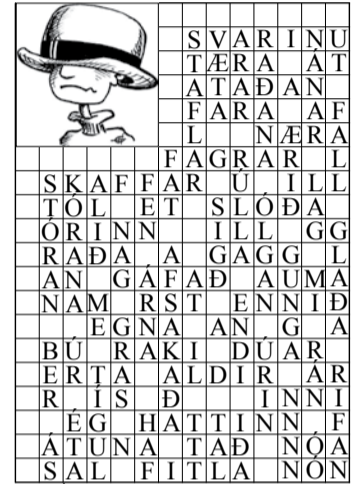 SVARINU
TÆRA ÁT
ATAÐAN
FARA AF
L NÆRA
FAGRAR L
SKAFFAR Ú ILL
TÓL ET SLÓÐA
ÓRINN ILL GG
RAÐA A GAGG L
AN GÁFAÐ AUMA
NAM RST ENNIÐ
EGNA AN G A
BÚ RAKI DÚAR
ERTA ALDIR ÁR
R ÍS Ð INNI
ÉG HATTINN F
ÁTUNA TAÐ NÓA
SAL FITLA NÓN